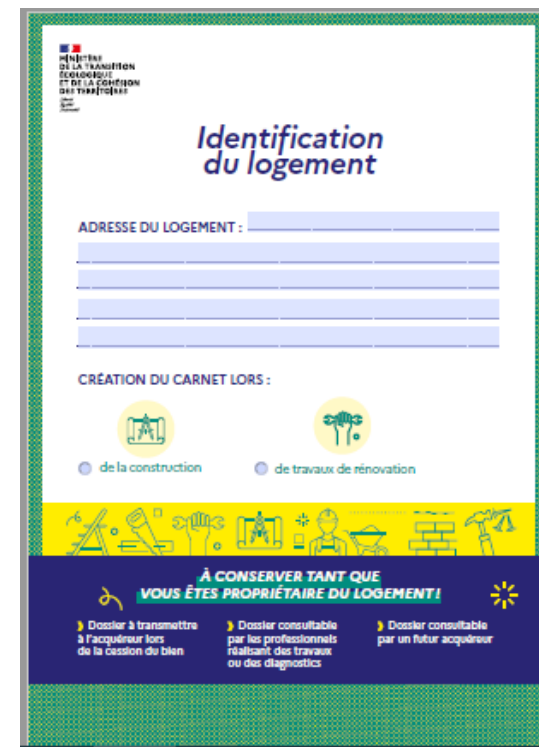 MINISTÈRE
DE LA TRANSITION
ÉCOLOGIQUE
ET DE LA COHÉSION
DES TERRITOIRES
Liberté
Égalité
Fraternité
Identification
du logement
ADRESSE DU LOGEMENT :
CRÉATION DU CARNET LORS :
de la construction
de travaux de rénovation
À CONSERVER TANT QUE
VOUS ÊTES PROPRIÉTAIRE DU LOGEMENT !
Dossier à transmettre
à l'acquéreur lors
de la cession du bien
Dossier consultable
par les professionnels
réalisant des travaux
ou des diagnostics
Dossier consultable
par un futur acquéreur